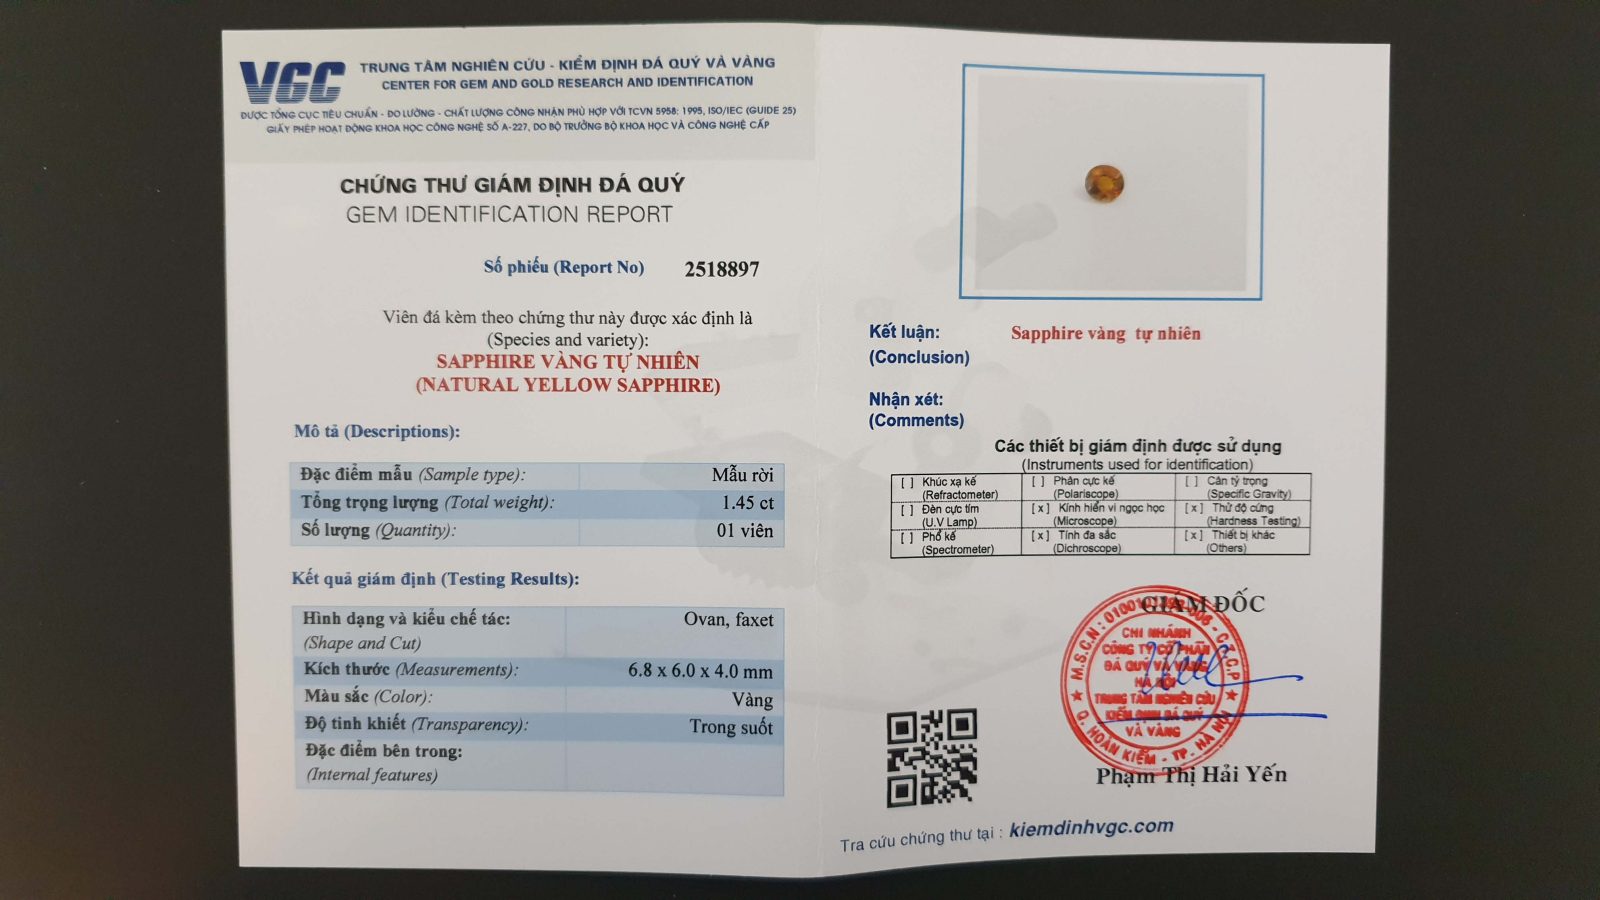 VGC
TRUNG TÂM NGHIÊN CỨU - KIỂM ĐỊNH ĐÁ QUÝ VÀ VÀNG
CENTER FOR GEM AND GOLD RESEARCH AND IDENTIFICATION
ĐƯỢC TỔNG CỤC TIÊU CHUẨN - ĐO LƯỜNG - CHẤT LƯỢNG CÔNG NHẬN PHÙ HỢP VỚI TCVN 5958: 1995, ISO/IEC (GUIDE 25)
GIẤY PHÉP HOẠT ĐỘNG KHOA HỌC CÔNG NGHỆ SỐ A-227, DO BỘ TRƯỞNG BỘ KHOA HỌC VÀ CÔNG NGHỆ CẤP
CHỨNG THƯ GIÁM ĐỊNH ĐÁ QUÝ
GEM IDENTIFICATION REPORT
Số phiếu (Report No) 2518897
Viên đá kèm theo chứng thư này được xác định là
(Species and variety):
SAPPHIRE VÀNG TỰ NHIÊN
(NATURAL YELLOW SAPPHIRE)
Mô tả (Descriptions):
Đặc điểm mẫu (Sample type): Mẫu rời
Tổng trọng lượng (Total weight): 1.45 ct
Số lượng (Quantity): 01 viên
Kết quả giám định (Testing Results):
Hình dạng và kiểu chế tác: Ovan, faxet
(Shape and Cut)
Kích thước (Measurements): 6.8 x 6.0 x 4.0 mm
Màu sắc (Color): Vàng
Độ tinh khiết (Transparency): Trong suốt
Đặc điểm bên trong:
(Internal features)
Kết luận: Sapphire vàng tự nhiên
(Conclusion)
Nhận xét:
(Comments)
Các thiết bị giám định được sử dụng
(Instruments used for identification)
[ ] Khúc xạ kế [ ] Phân cực kế [ ] Cân tỷ trọng
(Refractometer) (Polariscope) (Specific Gravity)
[ ] Đèn cực tím [x] Kính hiển vi ngọc học [x] Thử độ cứng
(U.V Lamp) (Microscope) (Hardness Testing)
[ ] Phổ kế [x] Tính đa sắc [x] Thiết bị khác
(Spectrometer) (Dichroscope) (Others)
GIÁM ĐỐC
CHI NHÁNH
CÔNG TY CỔ PHẦN
ĐÁ QUÝ VÀ VÀNG
HÀ NỘI
TRUNG TÂM NGHIÊN CỨU
KIỂM ĐỊNH ĐÁ QUÝ
VÀ VÀNG
Q. HOÀN KIẾM - TP. HÀ NỘI
Phạm Thị Hải Yến
Tra cứu chứng thư tại : kiemdinhvgc.com